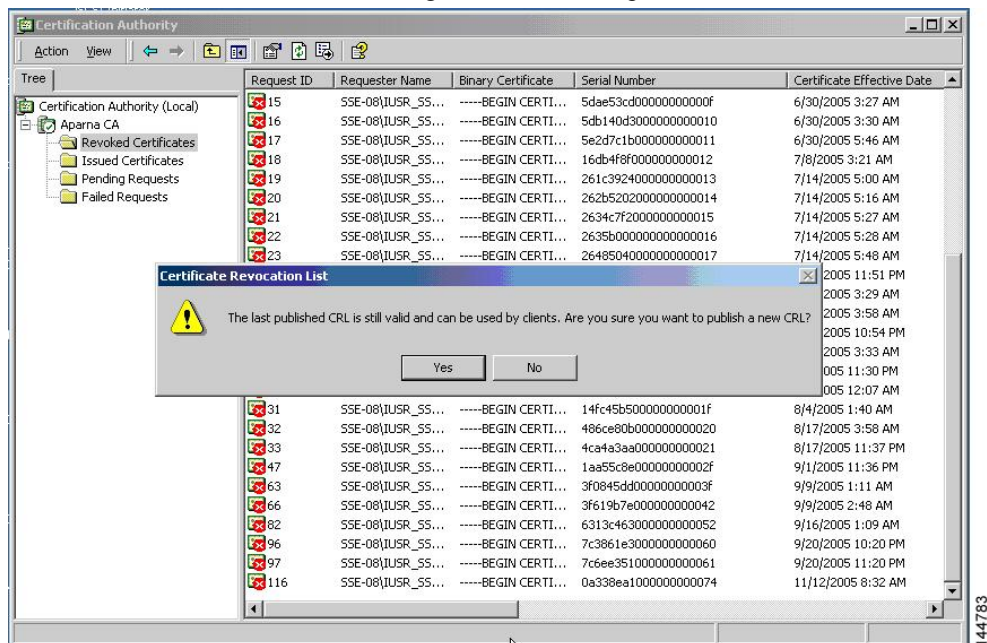 Certification Authority
Action View
Tree
Request ID Requester Name Binary Certificate Serial Number Certificate Effective Date
Certification Authority (Local)
Aparna CA
Revoked Certificates
Issued Certificates
Pending Requests
Failed Requests
15 SSE-08\IUSR_SS... -----BEGIN CERTI... 5dae53cd00000000000f 6/30/2005 3:27 AM
16 SSE-08\IUSR_SS... -----BEGIN CERTI... 5db140d3000000000010 6/30/2005 3:30 AM
17 SSE-08\IUSR_SS... -----BEGIN CERTI... 5e2d7c1b000000000011 6/30/2005 5:46 AM
18 SSE-08\IUSR_SS... -----BEGIN CERTI... 16db4f8f000000000012 7/8/2005 3:21 AM
19 SSE-08\IUSR_SS... -----BEGIN CERTI... 261c3924000000000013 7/14/2005 5:00 AM
20 SSE-08\IUSR_SS... -----BEGIN CERTI... 262b5202000000000014 7/14/2005 5:16 AM
21 SSE-08\IUSR_SS... -----BEGIN CERTI... 2634c7f2000000000015 7/14/2005 5:27 AM
22 SSE-08\IUSR_SS... -----BEGIN CERTI... 2635b000000000000016 7/14/2005 5:28 AM
23 SSE-08\IUSR_SS... -----BEGIN CERTI... 26485040000000000017 7/14/2005 5:48 AM
2005 11:51 PM
2005 3:29 AM
2005 3:58 AM
2005 10:54 PM
2005 3:33 AM
005 11:30 PM
005 12:07 AM
Certificate Revocation List
The last published CRL is still valid and can be used by clients. Are you sure you want to publish a new CRL?
Yes No
31 SSE-08\IUSR_SS... -----BEGIN CERTI... 14fc45b500000000001f 8/4/2005 1:40 AM
32 SSE-08\IUSR_SS... -----BEGIN CERTI... 486ce80b000000000020 8/17/2005 3:58 AM
33 SSE-08\IUSR_SS... -----BEGIN CERTI... 4ca4a3aa000000000021 8/17/2005 11:37 PM
47 SSE-08\IUSR_SS... -----BEGIN CERTI... 1aa55c8e00000000002f 9/1/2005 11:36 PM
63 SSE-08\IUSR_SS... -----BEGIN CERTI... 3f0845dd00000000003f 9/9/2005 1:11 AM
66 SSE-08\IUSR_SS... -----BEGIN CERTI... 3f619b7e000000000042 9/9/2005 2:48 AM
82 SSE-08\IUSR_SS... -----BEGIN CERTI... 6313c463000000000052 9/16/2005 1:09 AM
96 SSE-08\IUSR_SS... -----BEGIN CERTI... 7c3861e3000000000060 9/20/2005 10:20 PM
97 SSE-08\IUSR_SS... -----BEGIN CERTI... 7c6ee351000000000061 9/20/2005 11:20 PM
116 SSE-08\IUSR_SS... -----BEGIN CERTI... 0a338ea1000000000074 11/12/2005 8:32 AM
144783